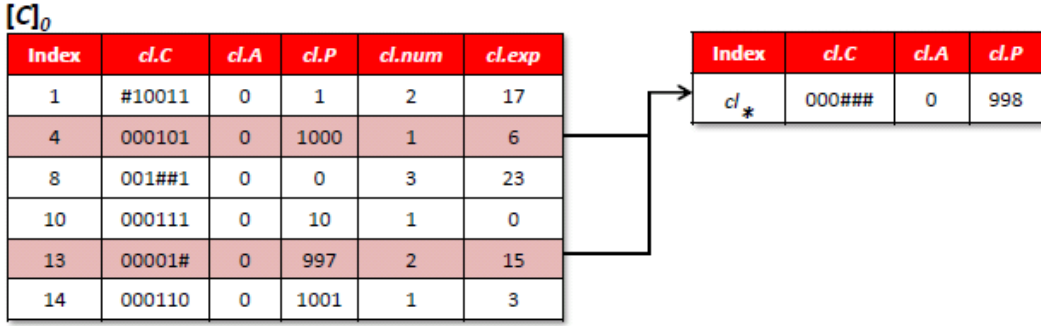 [C]0
Index cl.C cl.A cl.P cl.num cl.exp
1 #10011 0 1 2 17
4 000101 0 1000 1 6
8 001##1 0 0 3 23
10 000111 0 10 1 0
13 00001# 0 997 2 15
14 000110 0 1001 1 3
Index cl.C cl.A cl.P
cl* 000### 0 998